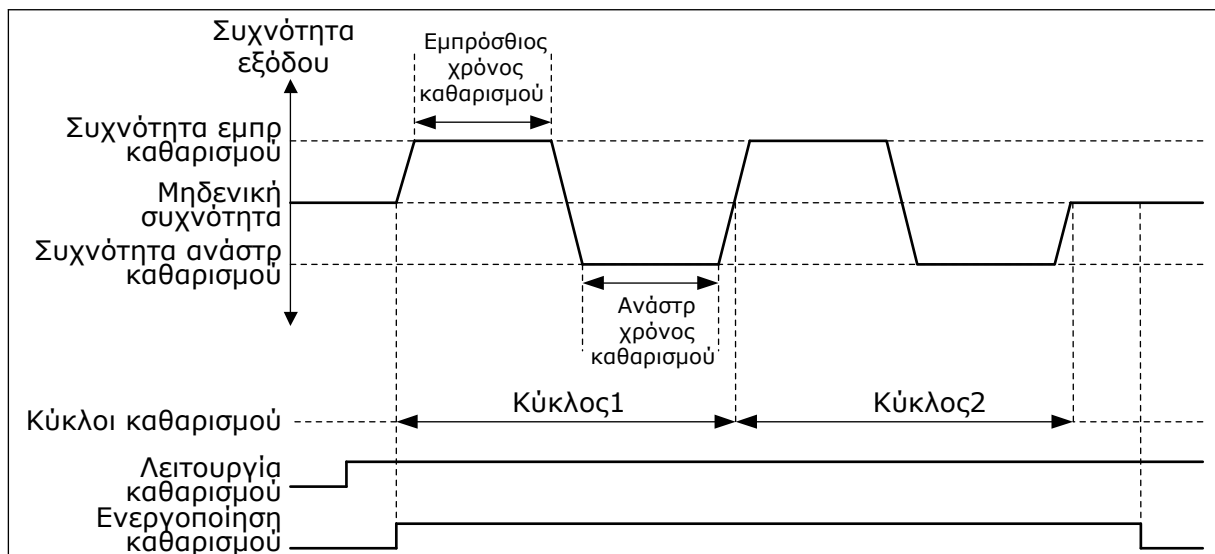 Συχνότητα
εξόδου
Εμπρόσθιος
χρόνος
καθαρισμού
Συχνότητα εμπρ
καθαρισμού
Μηδενική
συχνότητα
Συχνότητα ανάστρ
καθαρισμού
Ανάστρ
χρόνος
καθαρισμού
Κύκλοι καθαρισμού
Κύκλος1
Κύκλος2
Λειτουργία
καθαρισμού
Ενεργοποίηση
καθαρισμού